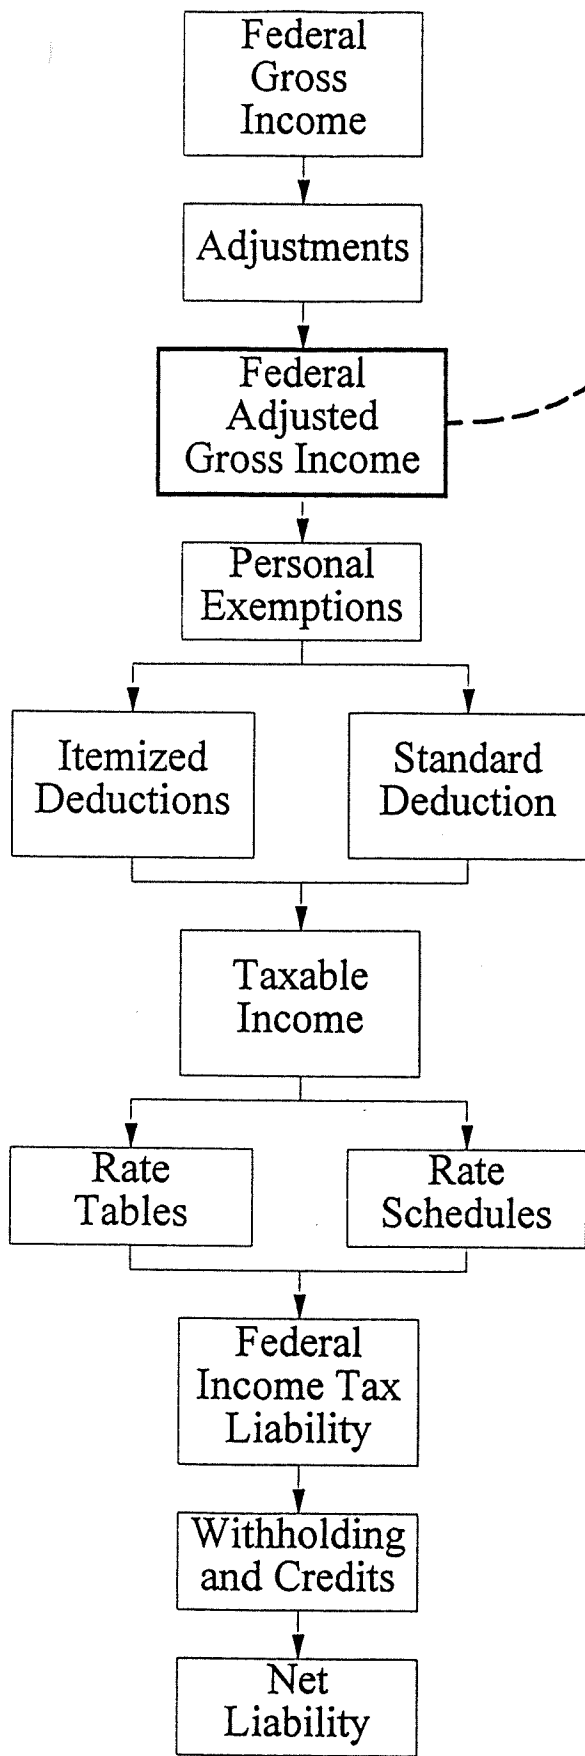 Federal
Gross
Income
Adjustments
Federal
Adjusted
Gross Income
Personal
Exemptions
Itemized
Deductions
Standard
Deduction
Taxable
Income
Rate
Tables
Rate
Schedules
Federal
Income Tax
Liability
Withholding
and Credits
Net
Liability